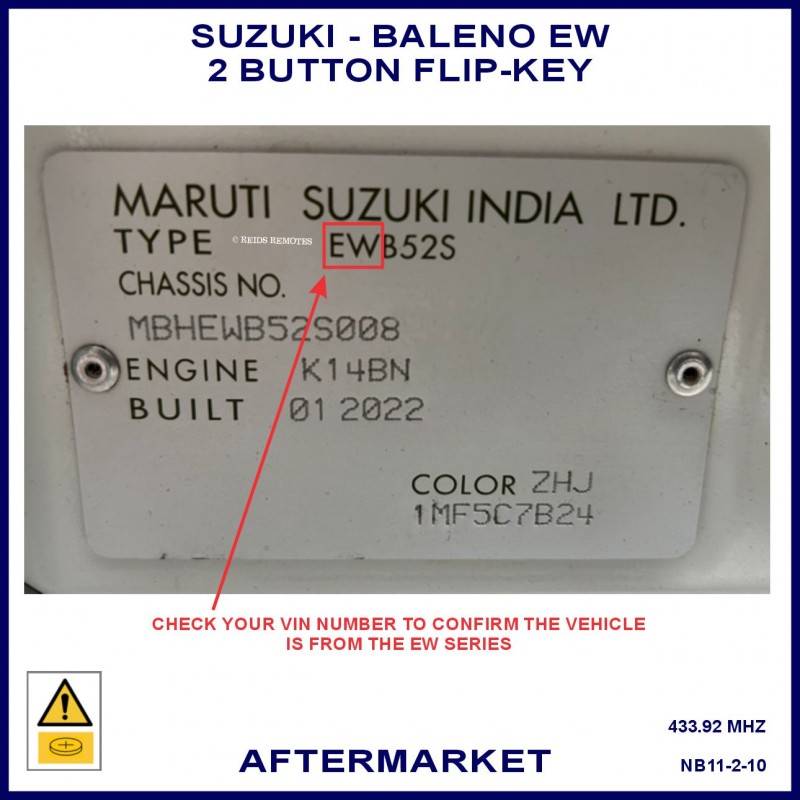 SUZUKI - BALENO EW
2 BUTTON FLIP-KEY
MARUTI SUZUKI INDIA LTD.
TYPE © REIDS REMOTES EWB52S
CHASSIS NO.
MBHEWB52S008
ENGINE K14BN
BUILT 01 2022
COLOR ZHJ
1MF5C7B24
CHECK YOUR VIN NUMBER TO CONFIRM THE VEHICLE
IS FROM THE EW SERIES
433.92 MHZ
AFTERMARKET
NB11-2-10